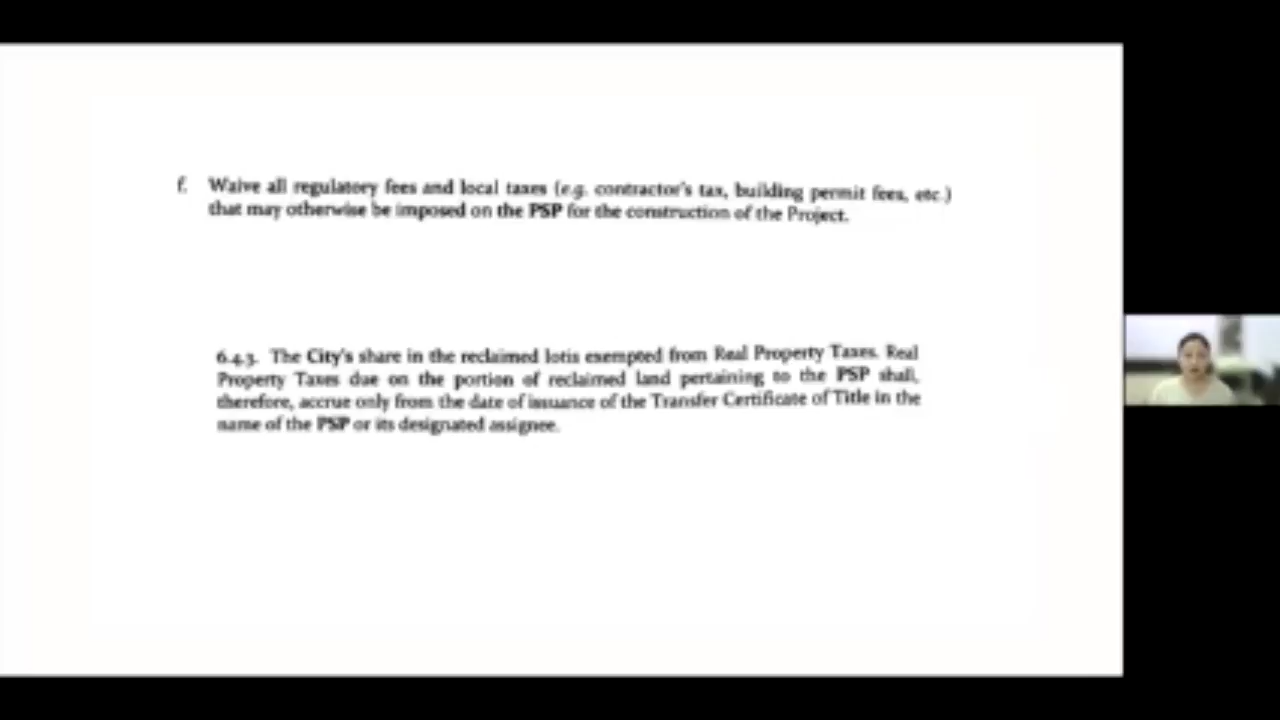 f. Waive all regulatory fees and local taxes (e.g. contractor's tax, building permit fees, etc.)
that may otherwise be imposed on the PSP for the construction of the Project.
6.4.3. The City's share in the reclaimed lot is exempted from Real Property Taxes. Real
Property Taxes due on the portion of reclaimed land pertaining to the PSP shall,
therefore, accrue only from the date of issuance of the Transfer Certificate of Title in the
name of the PSP or its designated assignee.